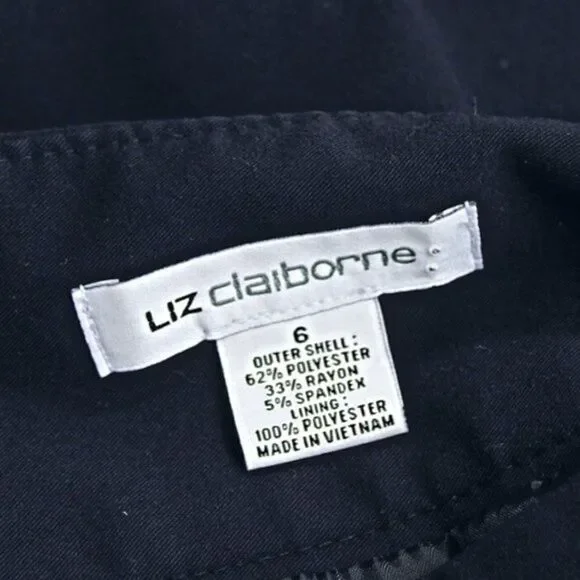 LIZ claiborne
6
OUTER SHELL:
62% POLYESTER
33% RAYON
5% SPANDEX
LINING:
100% POLYESTER
MADE IN VIETNAM